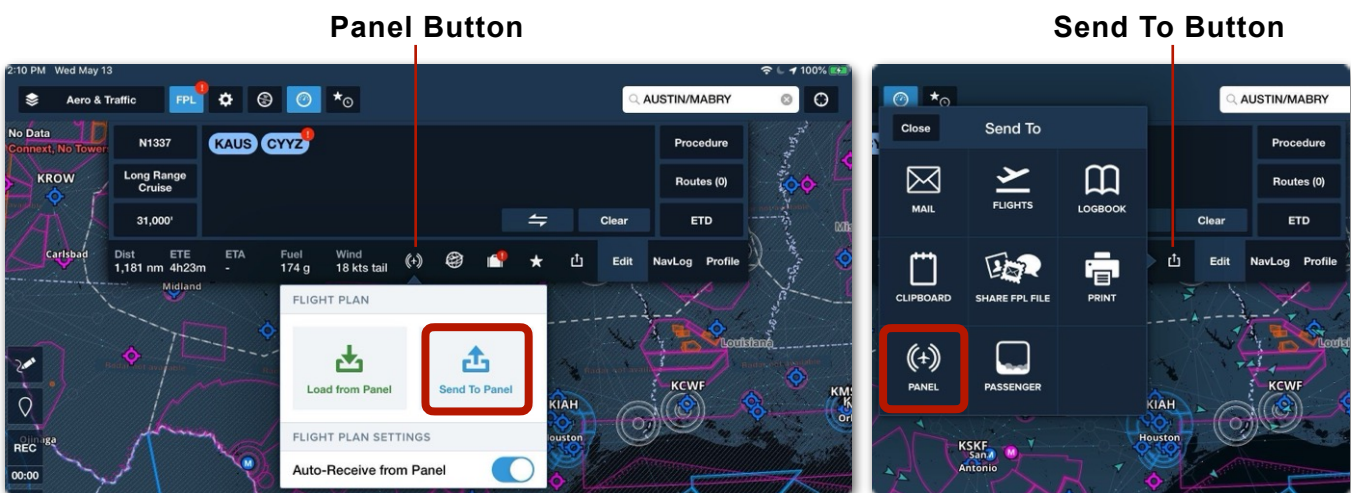 Panel Button
Send To Button
2:10 PM Wed May 13
100%
Aero & Traffic
FPL
AUSTIN/MABRY
No Data
Connext, No Tower
N1337
KAUS CYYZ
Procedure
KROW
Long Range
Cruise
Routes (0)
31,000'
Clear
ETD
Carlsbad
Dist ETE ETA Fuel Wind
1,181 nm 4h23m - 174 g 18 kts tail
Edit NavLog Profile
Midland
FLIGHT PLAN
Load from Panel
Send To Panel
FLIGHT PLAN SETTINGS
Auto-Receive from Panel
Louisiana
KCWF
KIAH
Ojinaga
REC
00:00
M
AUSTIN/MABRY
Close
Send To
Procedure
MAIL
FLIGHTS
LOGBOOK
Routes (0)
Clear
ETD
CLIPBOARD
SHARE FPL FILE
PRINT
Edit NavLog Profile
PANEL
PASSENGER
KCWF
KIAH
Houston
KSKF
San
Antonio
M